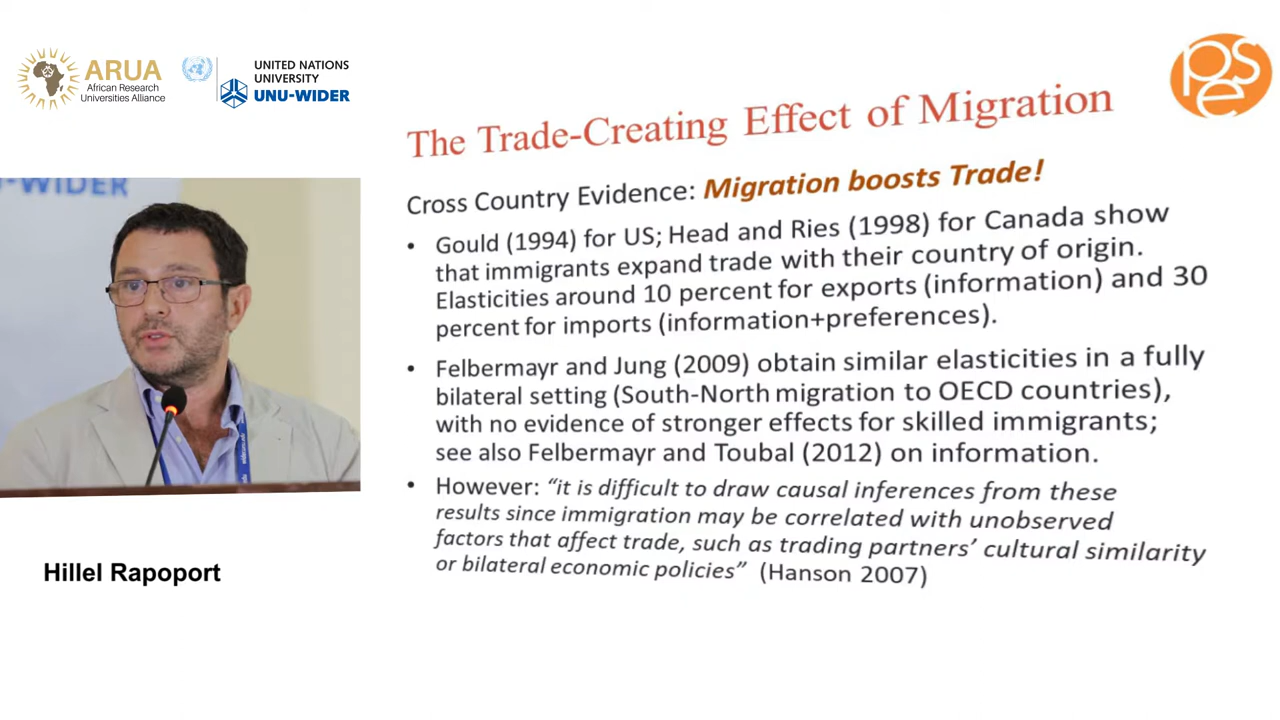 ARUA
African Research
Universities Alliance
UNITED NATIONS
UNIVERSITY
UNU-WIDER
pse
U-WIDER
The Trade-Creating Effect of Migration
Cross Country Evidence: Migration boosts Trade!
• Gould (1994) for US; Head and Ries (1998) for Canada show
that immigrants expand trade with their country of origin.
Elasticities around 10 percent for exports (information) and 30
percent for imports (information+preferences).
• Felbermayr and Jung (2009) obtain similar elasticities in a fully
bilateral setting (South-North migration to OECD countries),
with no evidence of stronger effects for skilled immigrants;
see also Felbermayr and Toubal (2012) on information.
• However: “it is difficult to draw causal inferences from these
results since immigration may be correlated with unobserved
factors that affect trade, such as trading partners’ cultural similarity
or bilateral economic policies” (Hanson 2007)
Hillel Rapoport